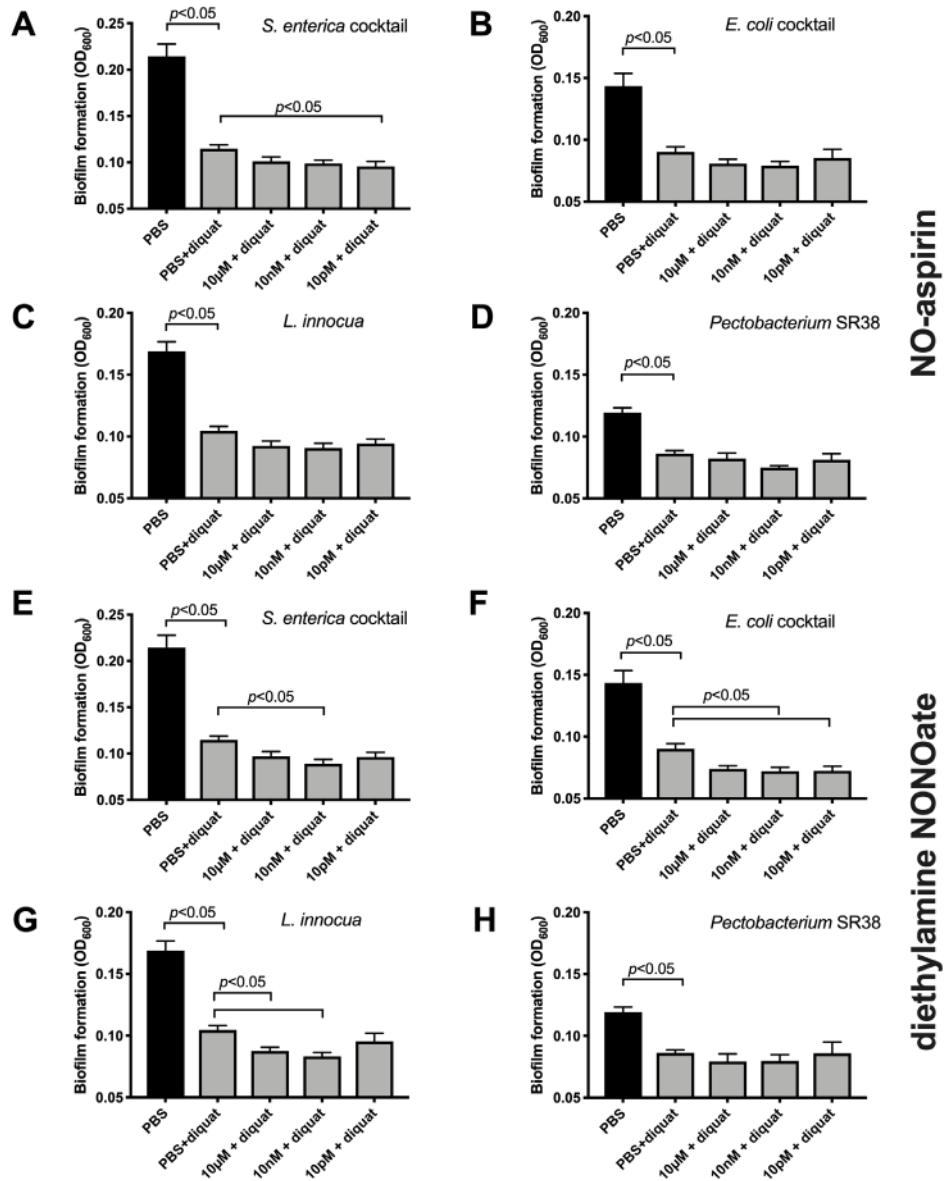 A
S. enterica cocktail
p<0.05
p<0.05
Biofilm formation (OD600)
0.25
0.20
0.15
0.10
0.05
PBS
PBS+diquat
10µM + diquat
10nM + diquat
10pM + diquat
B
E. coli cocktail
p<0.05
Biofilm formation (OD600)
0.20
0.15
0.10
0.05
PBS
PBS+diquat
10µM + diquat
10nM + diquat
10pM + diquat
C
L. innocua
p<0.05
Biofilm formation (OD600)
0.20
0.15
0.10
0.05
PBS
PBS+diquat
10µM + diquat
10nM + diquat
10pM + diquat
D
Pectobacterium SR38
p<0.05
Biofilm formation (OD600)
0.20
0.15
0.10
0.05
PBS
PBS+diquat
10µM + diquat
10nM + diquat
10pM + diquat
NO-aspirin
E
S. enterica cocktail
p<0.05
p<0.05
Biofilm formation (OD600)
0.25
0.20
0.15
0.10
0.05
PBS
PBS+diquat
10µM + diquat
10nM + diquat
10pM + diquat
F
E. coli cocktail
p<0.05
p<0.05
Biofilm formation (OD600)
0.20
0.15
0.10
0.05
PBS
PBS+diquat
10µM + diquat
10nM + diquat
10pM + diquat
G
L. innocua
p<0.05
p<0.05
Biofilm formation (OD600)
0.20
0.15
0.10
0.05
PBS
PBS+diquat
10µM + diquat
10nM + diquat
10pM + diquat
H
Pectobacterium SR38
p<0.05
Biofilm formation (OD600)
0.20
0.15
0.10
0.05
PBS
PBS+diquat
10µM + diquat
10nM + diquat
10pM + diquat
diethylamine NONOate